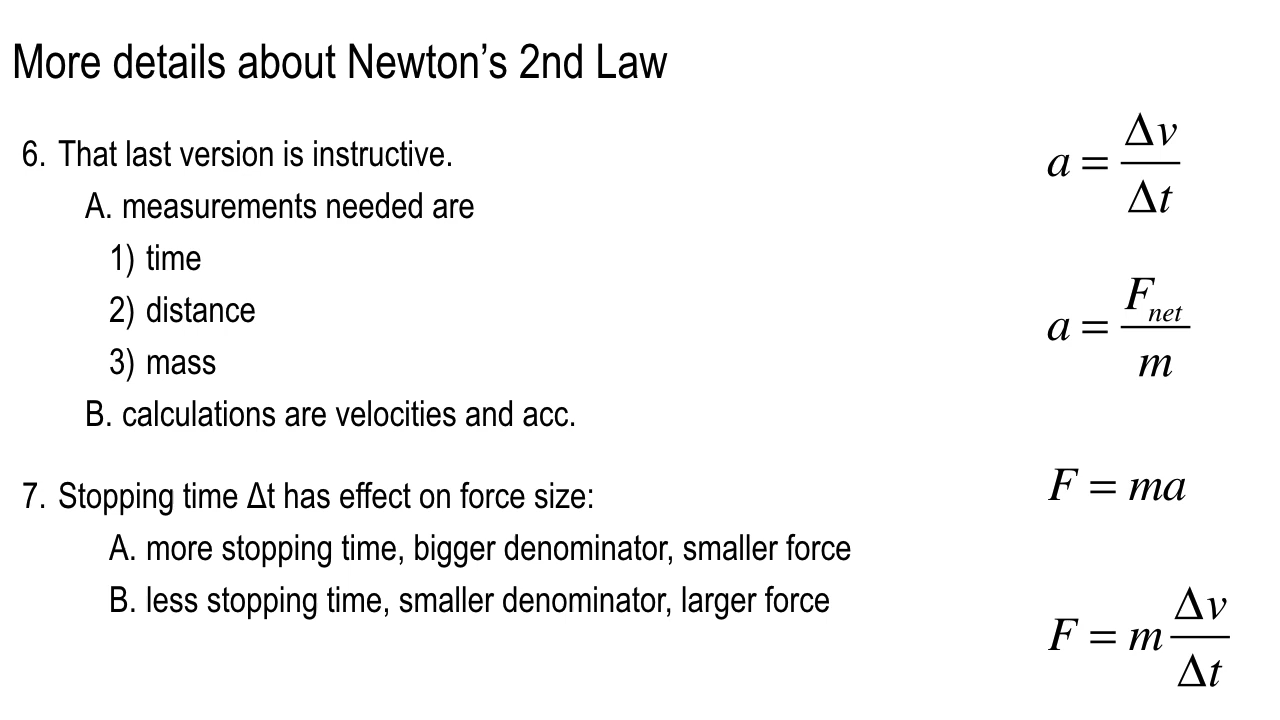 More details about Newton’s 2nd Law
6. That last version is instructive.
A. measurements needed are
1) time
2) distance
3) mass
B. calculations are velocities and acc.
7. Stopping time Δt has effect on force size:
A. more stopping time, bigger denominator, smaller force
B. less stopping time, smaller denominator, larger force
a = Δv / Δt
a = F_net / m
F = ma
F = m Δv / Δt